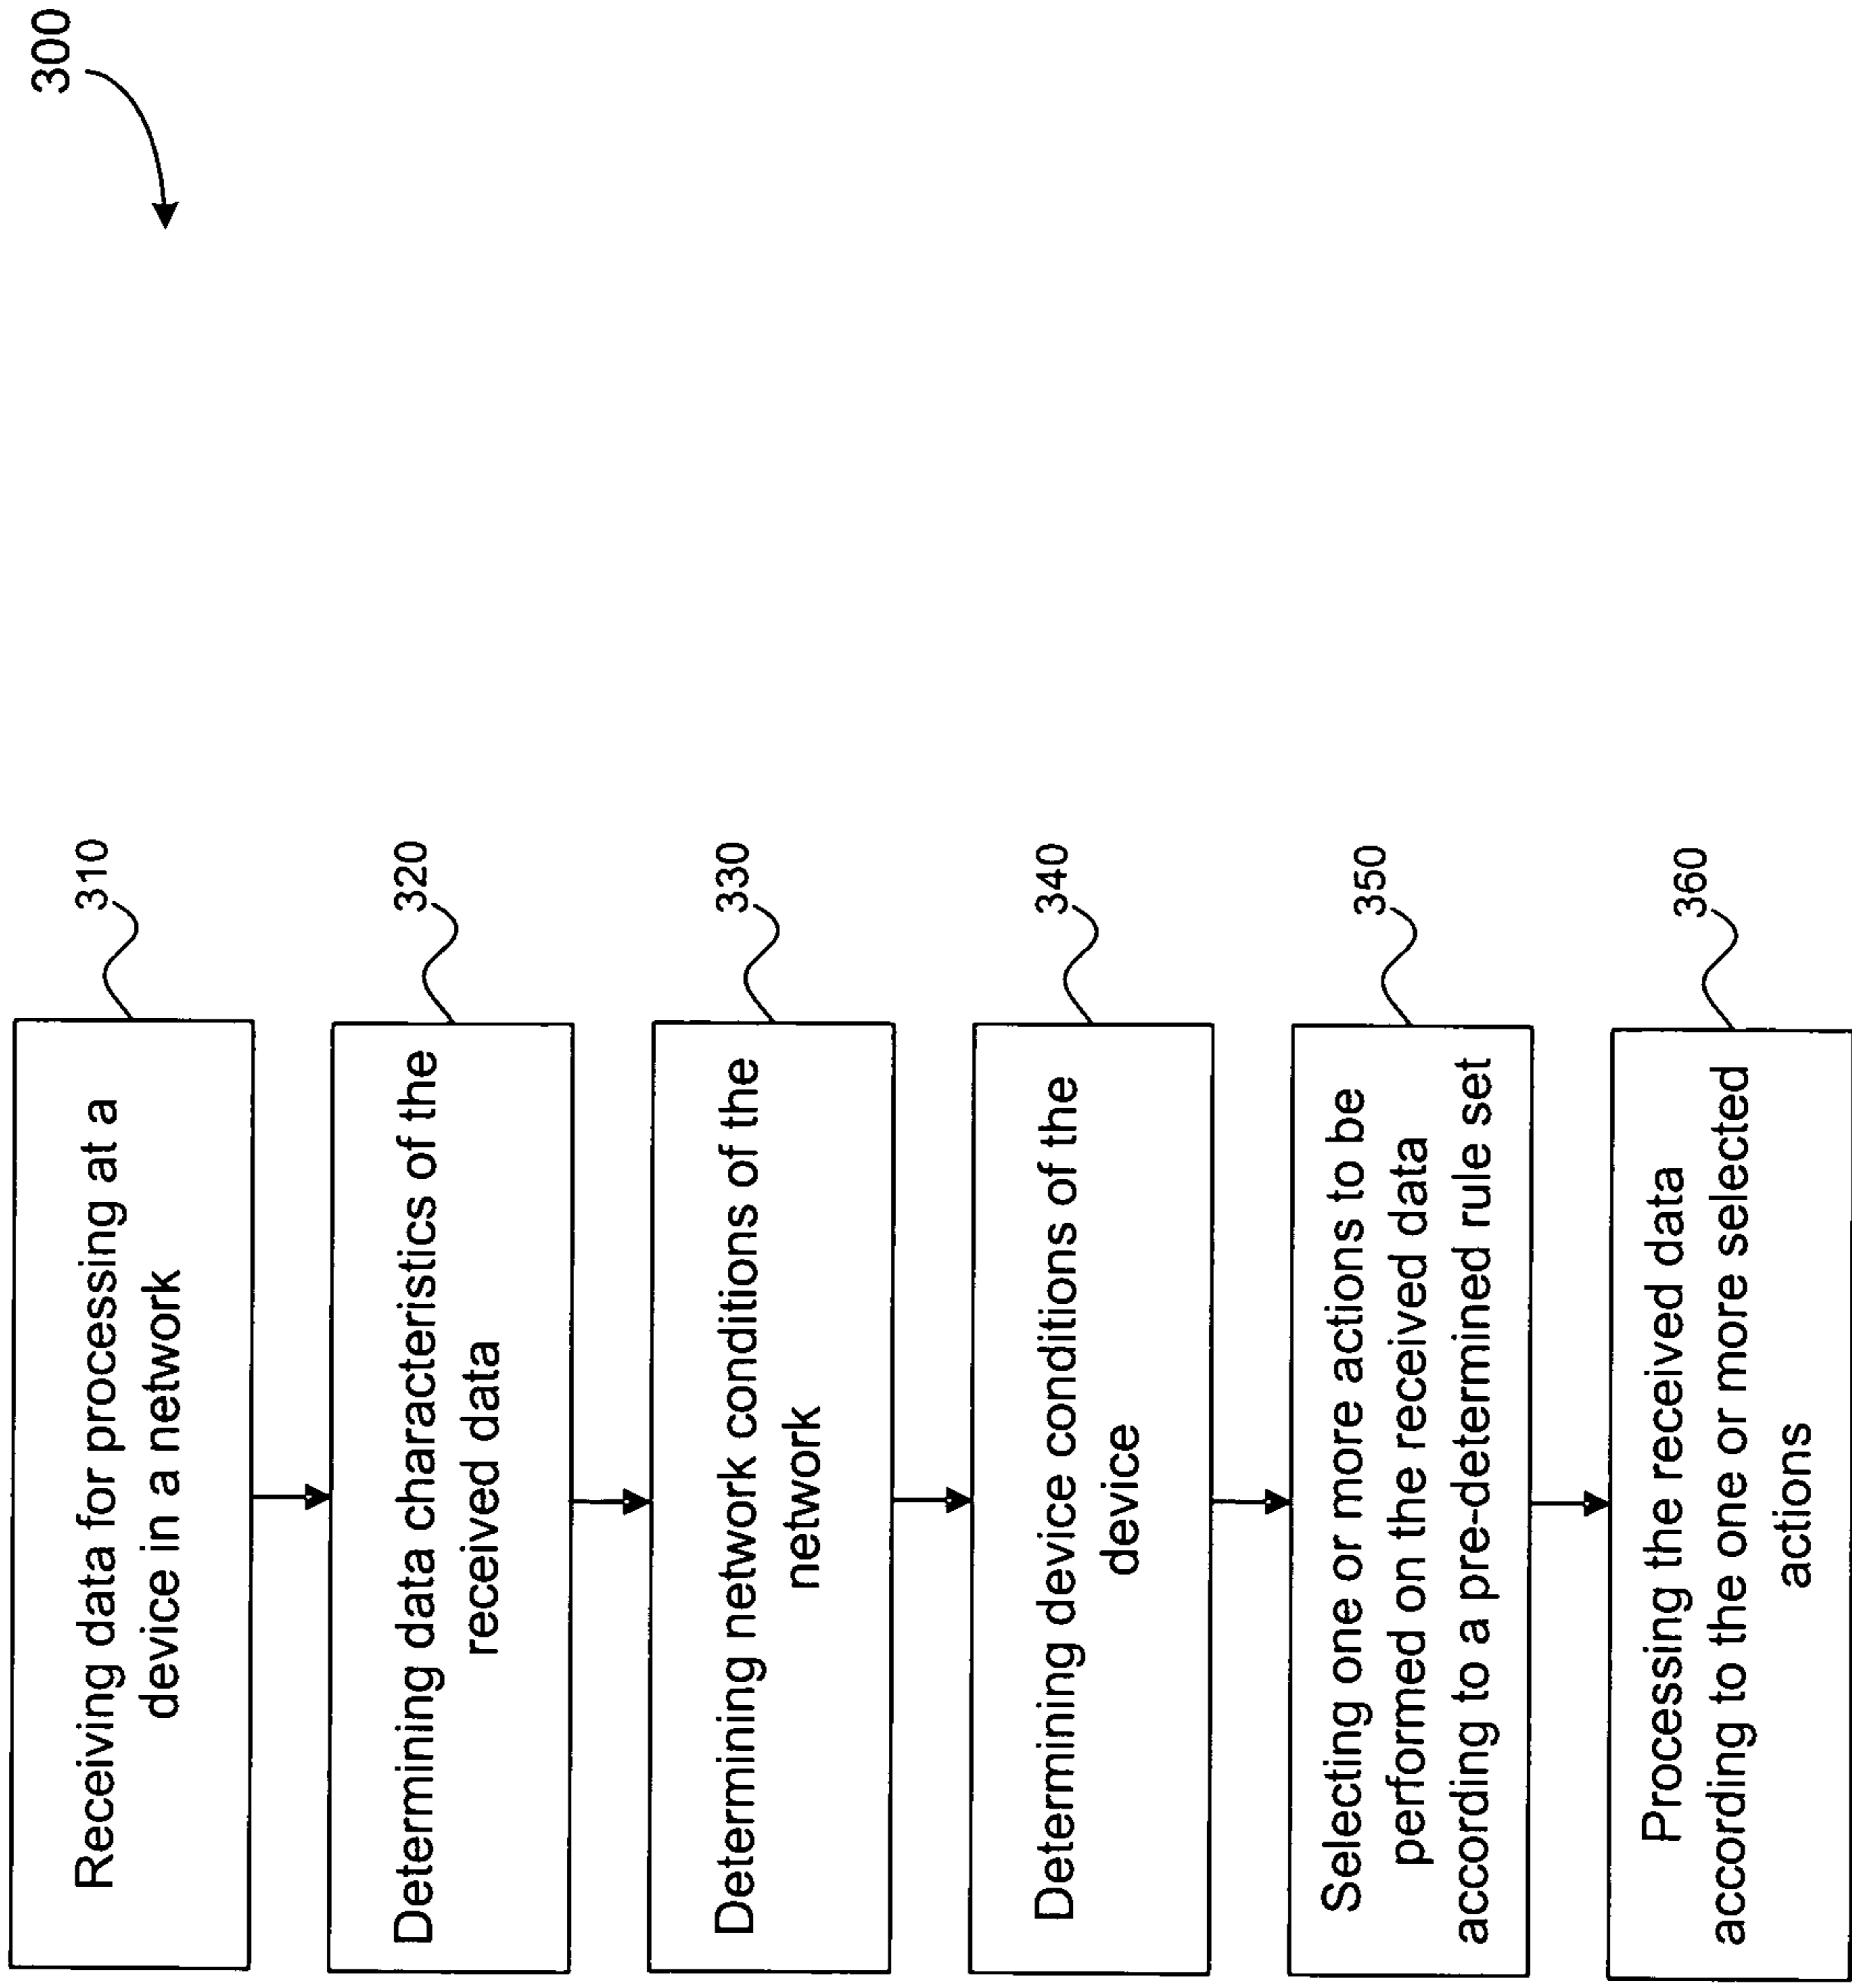 300
Receiving data for processing at a
device in a network
310
Determining data characteristics of the
received data
320
Determining network conditions of the
network
330
Determining device conditions of the
device
340
Selecting one or more actions to be
performed on the received data
according to a pre-determined rule set
350
Processing the received data
according to the one or more selected
actions
360